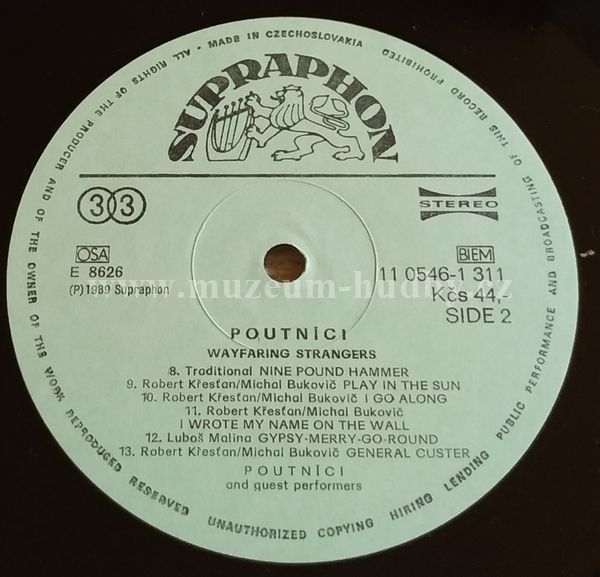 ALL RIGHTS OF THE PRODUCER AND OF THE OWNER OF THE WORK REPRODUCED RESERVED UNAUTHORIZED COPYING HIRING LENDING PUBLIC PERFORMANCE AND BROADCASTING OF THIS RECORD PROHIBITED - MADE IN CZECHOSLOVAKIA
SUPRAPHON
33
STEREO
OSA
BIEM
E 8626
11 0546-1 311
(P) 1989 Supraphon
Kčs 44,-
www.muzeum-hudby.cz
SIDE 2
POUTNÍCI
WAYFARING STRANGERS
8. Traditional NINE POUND HAMMER
9. Robert Křesťan/Michal Bukovič PLAY IN THE SUN
10. Robert Křesťan/Michal Bukovič I GO ALONG
11. Robert Křesťan/Michal Bukovič
I WROTE MY NAME ON THE WALL
12. Luboš Malina GYPSY-MERRY-GO-ROUND
13. Robert Křesťan/Michal Bukovič GENERAL CUSTER
POUTNÍCI
and guest performers